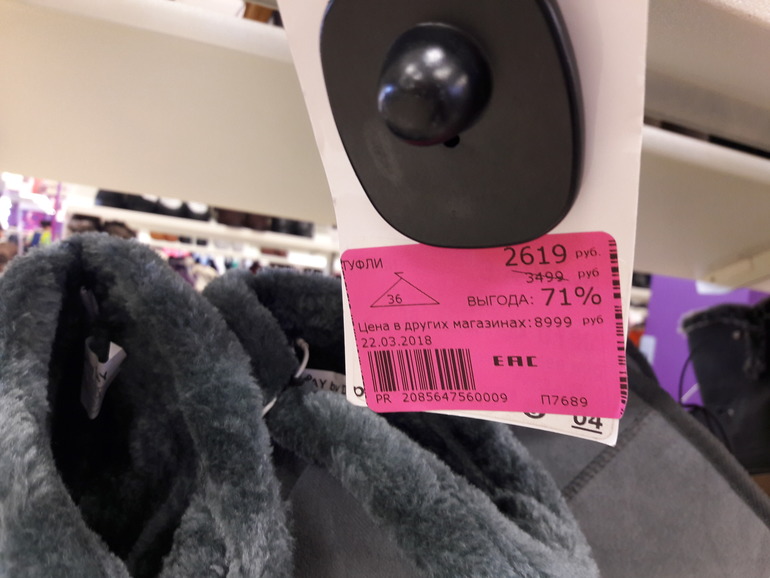 ТУФЛИ
2619 руб.
3499 руб
36
ВЫГОДА: 71%
Цена в других магазинах: 8999 руб
22.03.2018
EAC
PR 2085647560009 П7689
04